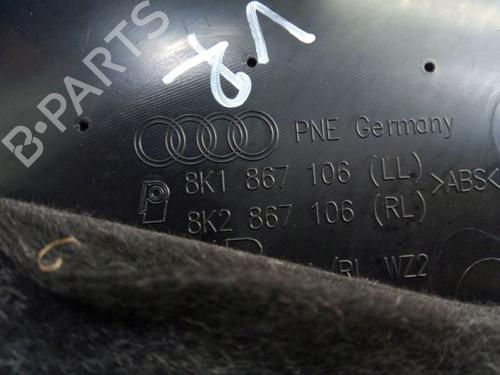 B-PARTS
PNE Germany
8K1 867 106 (LL)
>ABS<
8K2 867 106 (RL)
/RL WZ2